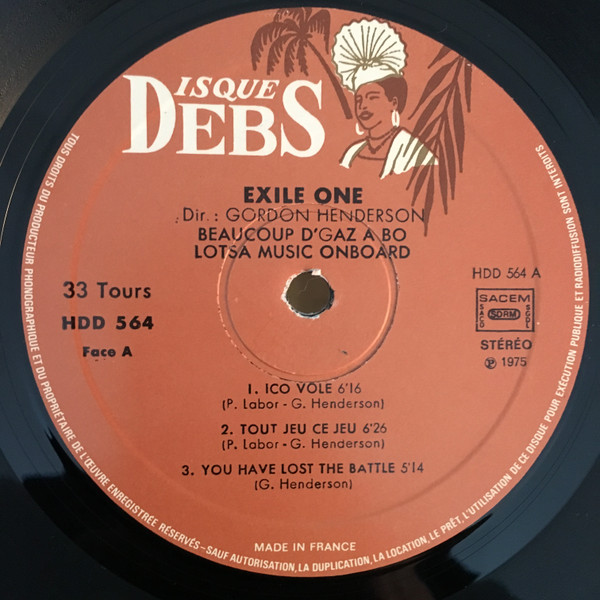 DISQUE
DEBS
EXILE ONE
Dir.: GORDON HENDERSON
BEAUCOUP D'GAZ A BO
LOTSA MUSIC ONBOARD
33 Tours
HDD 564
Face A
HDD 564 A
SACEM
SACD
SDRM
SGDL
STÉRÉO
Ⓟ 1975
1. ICO VOLE 6'16
(P. Labor - G. Henderson)
2. TOUT JEU CE JEU 6'26
(P. Labor - G. Henderson)
3. YOU HAVE LOST THE BATTLE 5'14
(G. Henderson)
MADE IN FRANCE
TOUS DROITS DU PRODUCTEUR PHONOGRAPHIQUE ET DU PROPRIÉTAIRE DE L'ŒUVRE ENREGISTRÉE RÉSERVÉS - SAUF AUTORISATION, LA DUPLICATION, LA LOCATION, LE PRÊT, L'UTILISATION DE CE DISQUE POUR EXÉCUTION PUBLIQUE ET RADIODIFFUSION SONT INTERDITS